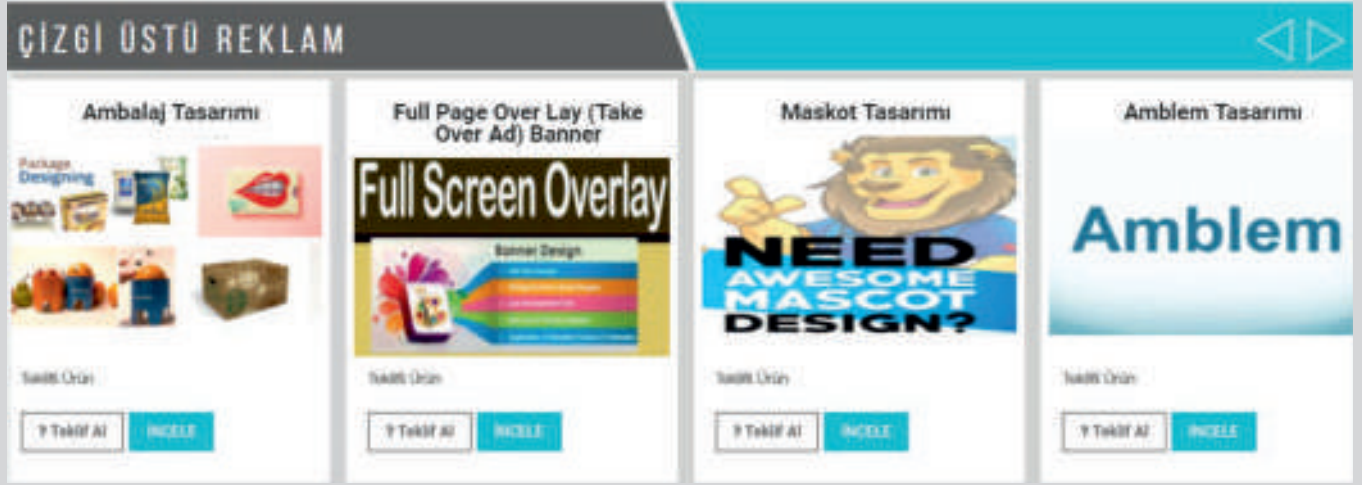 ÇİZGİ ÜSTÜ REKLAM
Ambalaj Tasarımı
Package
Designing
Teklifli Ürün
? Teklif Al
İNCELE
Full Page Over Lay (Take
Over Ad) Banner
Full Screen Overlay
Banner Design
Teklifli Ürün
? Teklif Al
İNCELE
Maskot Tasarımı
NEED
AWESOME
MASCOT
DESIGN?
Teklifli Ürün
? Teklif Al
İNCELE
Amblem Tasarımı
Amblem
Teklifli Ürün
? Teklif Al
İNCELE